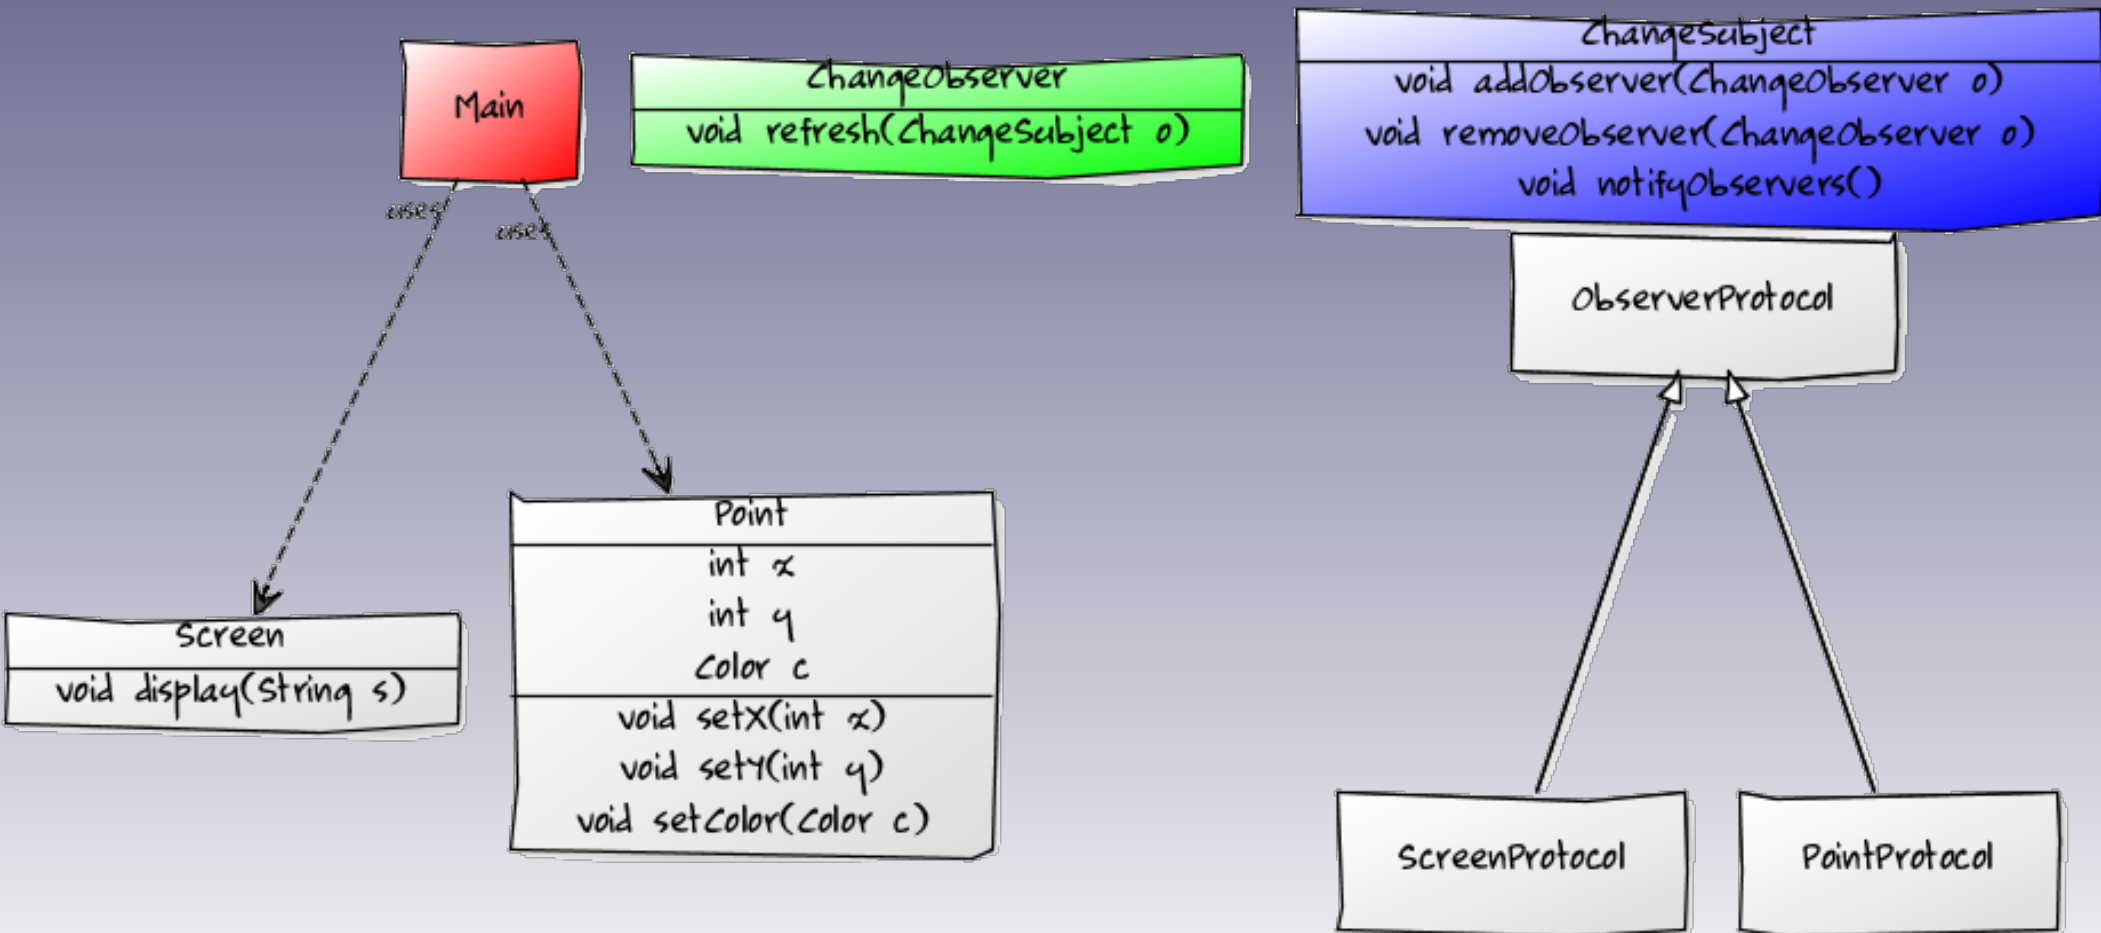 Main
uses
uses
ChangeObserver
void refresh(ChangeSubject o)
ChangeSubject
void addObserver(ChangeObserver o)
void removeObserver(ChangeObserver o)
void notifyObservers()
ObserverProtocol
Screen
void display(String s)
Point
int x
int y
Color c
void setX(int x)
void setY(int y)
void setColor(Color c)
ScreenProtocol
PointProtocol